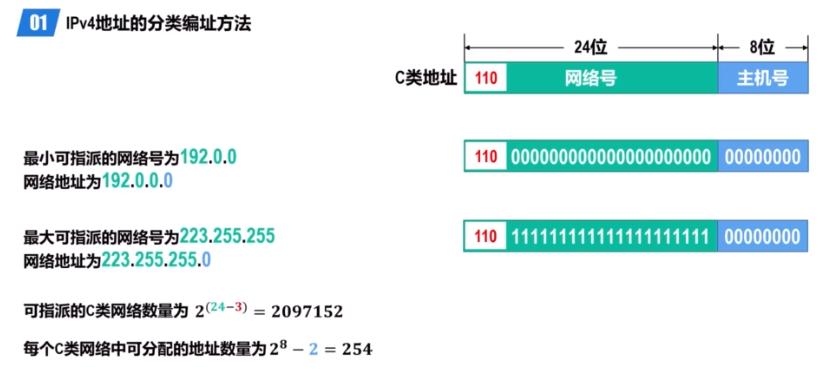 01 IPv4地址的分类编址方法
24位 8位
C类地址 110 网络号 主机号
最小可指派的网络号为192.0.0
网络地址为192.0.0.0
110 000000000000000000000 00000000
最大可指派的网络号为223.255.255
网络地址为223.255.255.0
110 111111111111111111111 00000000
可指派的C类网络数量为 2^(24−3) = 2097152
每个C类网络中可分配的地址数量为 2^8 − 2 = 254